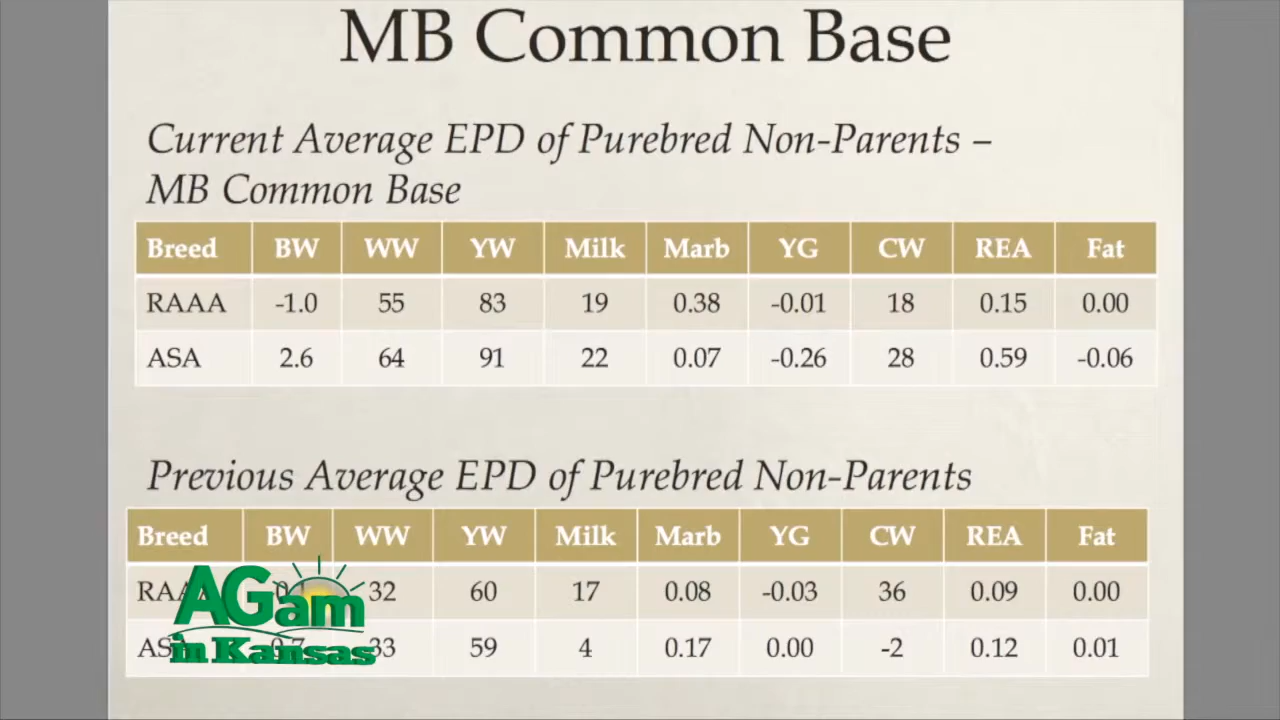 MB Common Base
Current Average EPD of Purebred Non-Parents –
MB Common Base
Breed BW WW YW Milk Marb YG CW REA Fat
RAAA -1.0 55 83 19 0.38 -0.01 18 0.15 0.00
ASA 2.6 64 91 22 0.07 -0.26 28 0.59 -0.06
Previous Average EPD of Purebred Non-Parents
Breed BW WW YW Milk Marb YG CW REA Fat
32 60 17 0.08 -0.03 36 0.09 0.00
33 59 4 0.17 0.00 -2 0.12 0.01
AGam
in Kansas